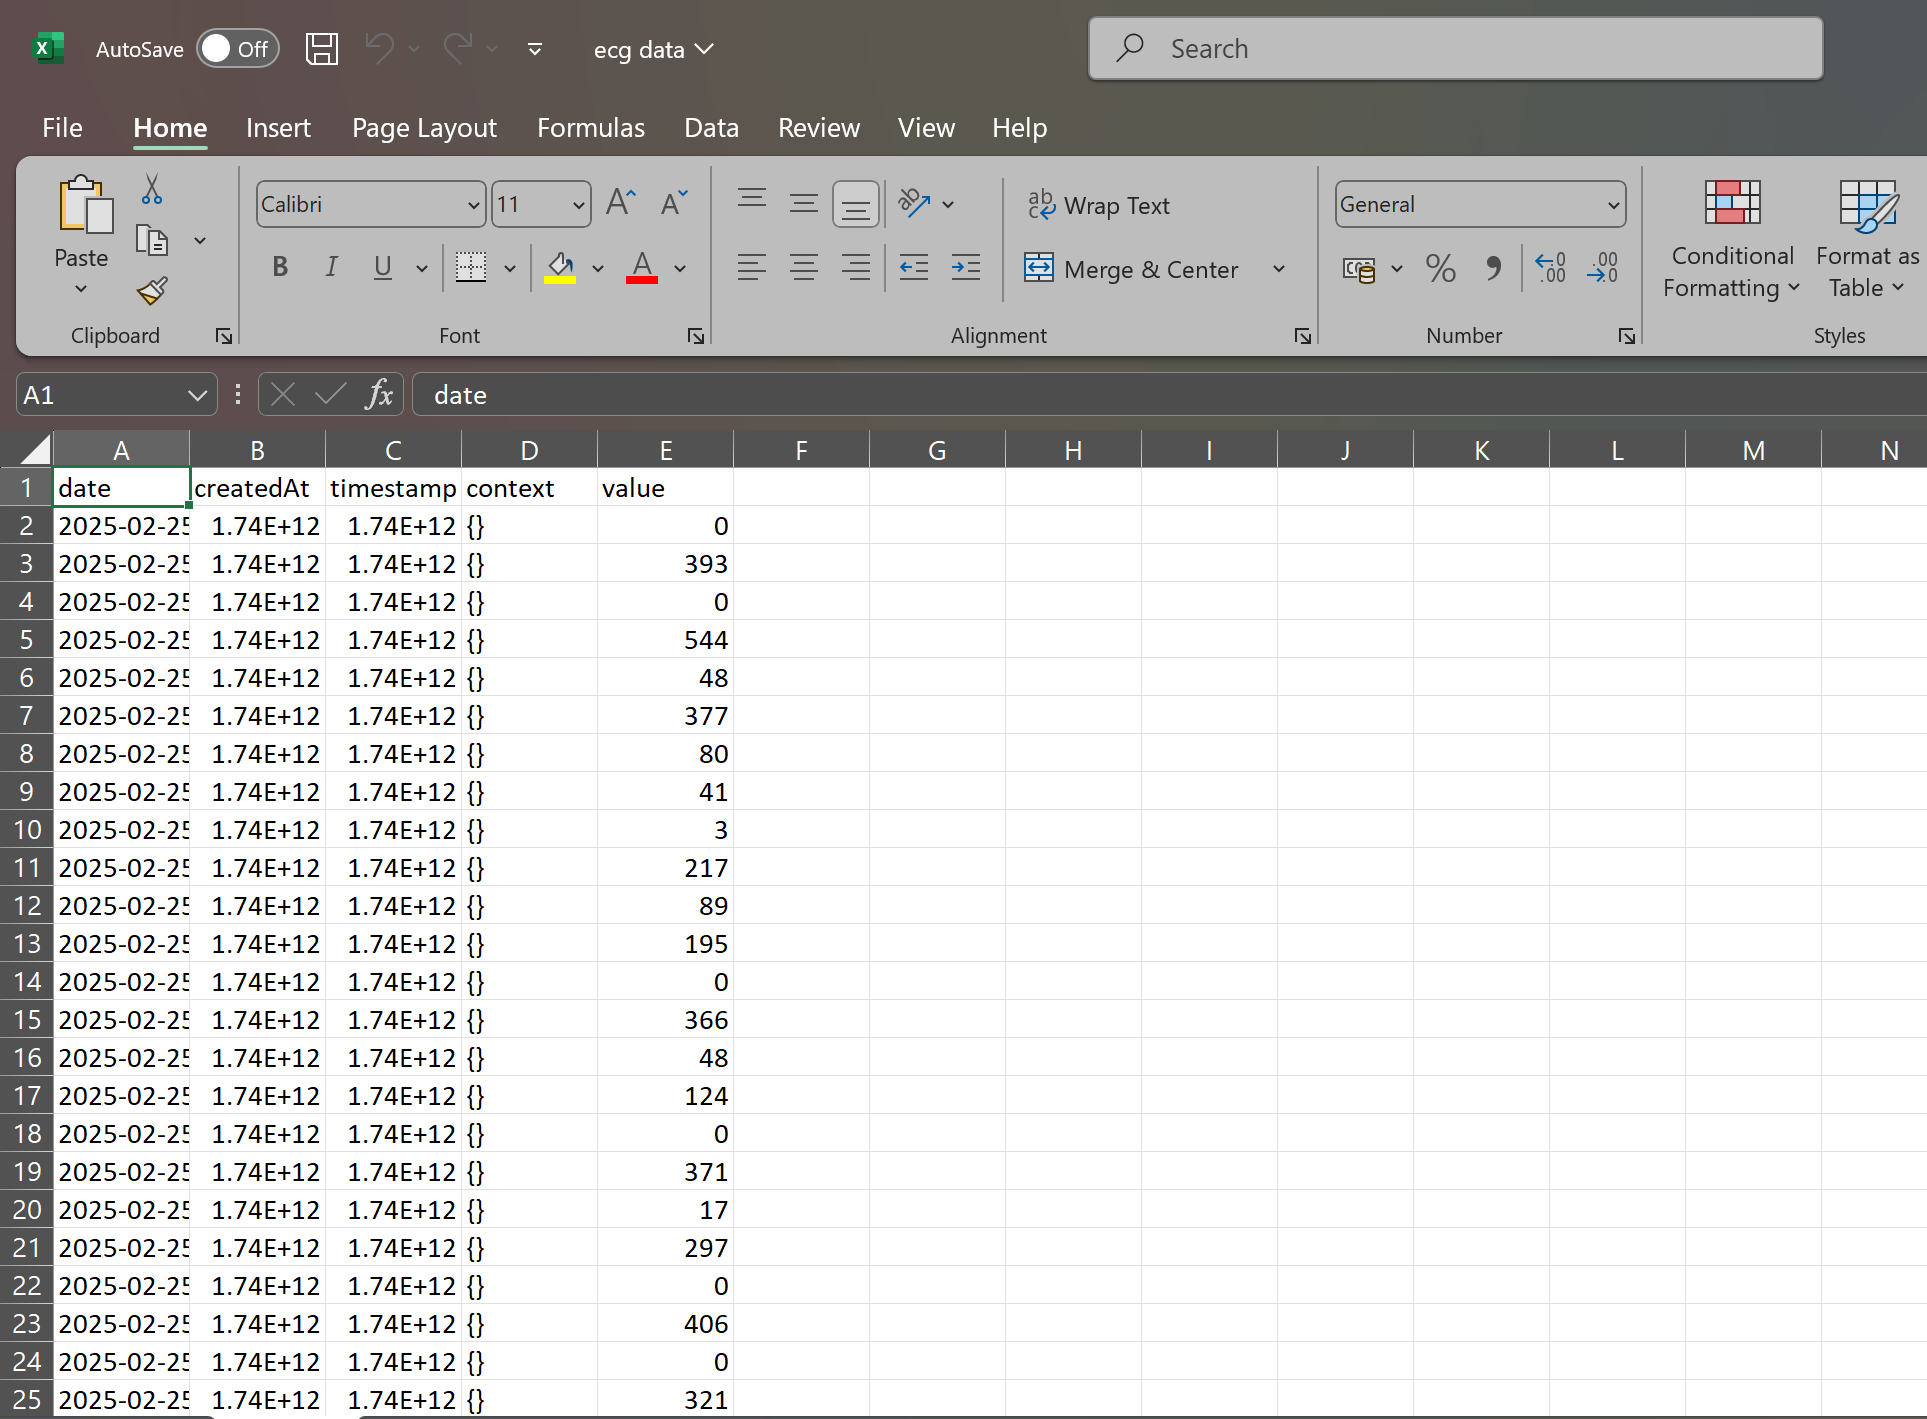 AutoSave Off ecg data Search
File Home Insert Page Layout Formulas Data Review View Help
Calibri 11 Wrap Text General
Paste B I U A Merge & Center % Conditional Formatting Format as Table
Clipboard Font Alignment Number Styles
A1 fx date
A B C D E F G H I J K L M N
1 date createdAt timestamp context value
2 2025-02-25 1.74E+12 1.74E+12 {} 0
3 2025-02-25 1.74E+12 1.74E+12 {} 393
4 2025-02-25 1.74E+12 1.74E+12 {} 0
5 2025-02-25 1.74E+12 1.74E+12 {} 544
6 2025-02-25 1.74E+12 1.74E+12 {} 48
7 2025-02-25 1.74E+12 1.74E+12 {} 377
8 2025-02-25 1.74E+12 1.74E+12 {} 80
9 2025-02-25 1.74E+12 1.74E+12 {} 41
10 2025-02-25 1.74E+12 1.74E+12 {} 3
11 2025-02-25 1.74E+12 1.74E+12 {} 217
12 2025-02-25 1.74E+12 1.74E+12 {} 89
13 2025-02-25 1.74E+12 1.74E+12 {} 195
14 2025-02-25 1.74E+12 1.74E+12 {} 0
15 2025-02-25 1.74E+12 1.74E+12 {} 366
16 2025-02-25 1.74E+12 1.74E+12 {} 48
17 2025-02-25 1.74E+12 1.74E+12 {} 124
18 2025-02-25 1.74E+12 1.74E+12 {} 0
19 2025-02-25 1.74E+12 1.74E+12 {} 371
20 2025-02-25 1.74E+12 1.74E+12 {} 17
21 2025-02-25 1.74E+12 1.74E+12 {} 297
22 2025-02-25 1.74E+12 1.74E+12 {} 0
23 2025-02-25 1.74E+12 1.74E+12 {} 406
24 2025-02-25 1.74E+12 1.74E+12 {} 0
25 2025-02-25 1.74E+12 1.74E+12 {} 321